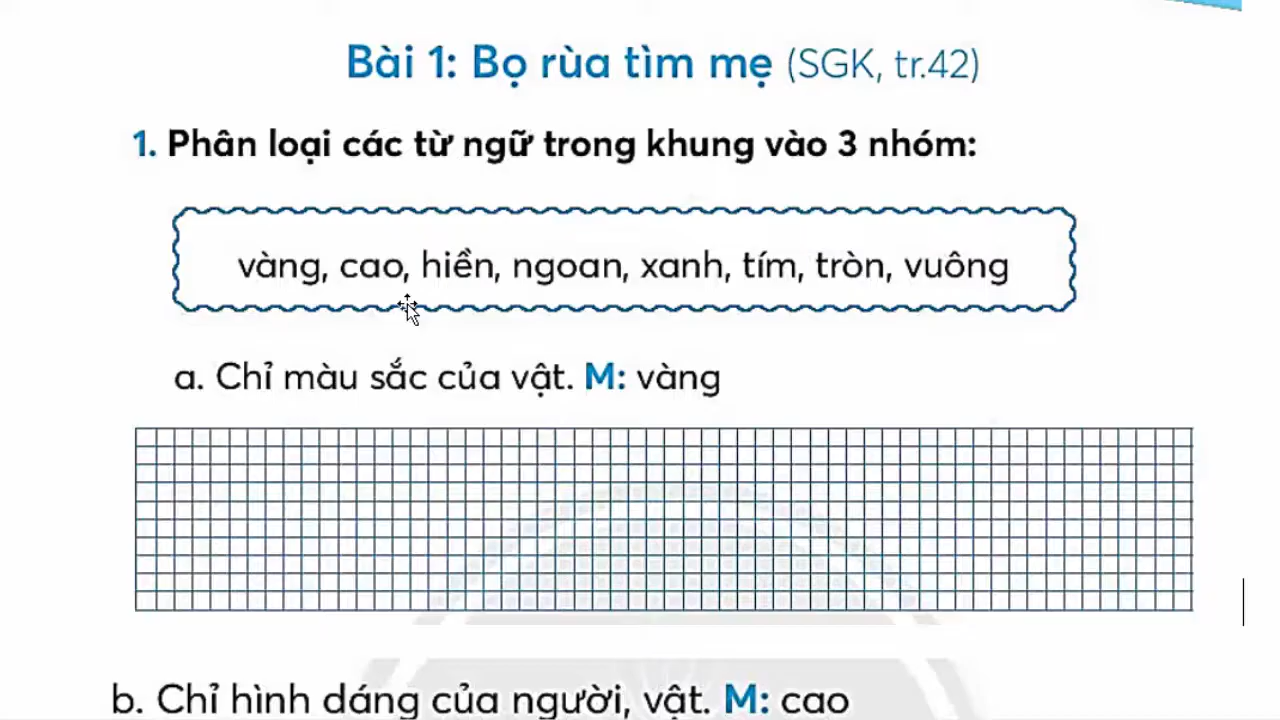 Bài 1: Bọ rùa tìm mẹ (SGK, tr.42)
1. Phân loại các từ ngữ trong khung vào 3 nhóm:
vàng, cao, hiền, ngoan, xanh, tím, tròn, vuông
a. Chỉ màu sắc của vật. M: vàng
b. Chỉ hình dáng của người, vật. M: cao